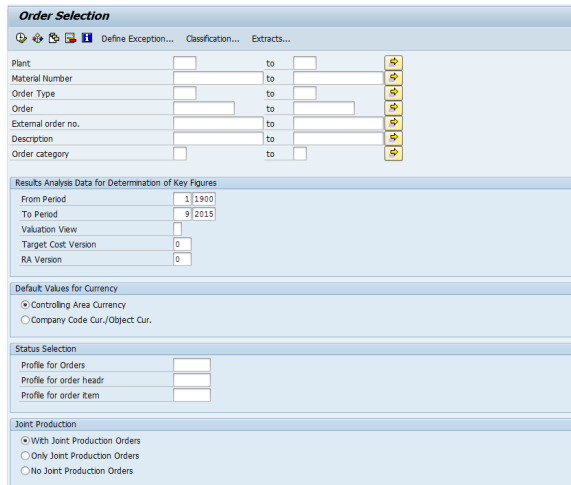 Order Selection
Define Exception... Classification... Extracts...
Plant to
Material Number to
Order Type to
Order to
External order no. to
Description to
Order category to
Results Analysis Data for Determination of Key Figures
From Period 1 1900
To Period 9 2015
Valuation View
Target Cost Version 0
RA Version 0
Default Values for Currency
Controlling Area Currency
Company Code Cur./Object Cur.
Status Selection
Profile for Orders
Profile for order headr
Profile for order item
Joint Production
With Joint Production Orders
Only Joint Production Orders
No Joint Production Orders